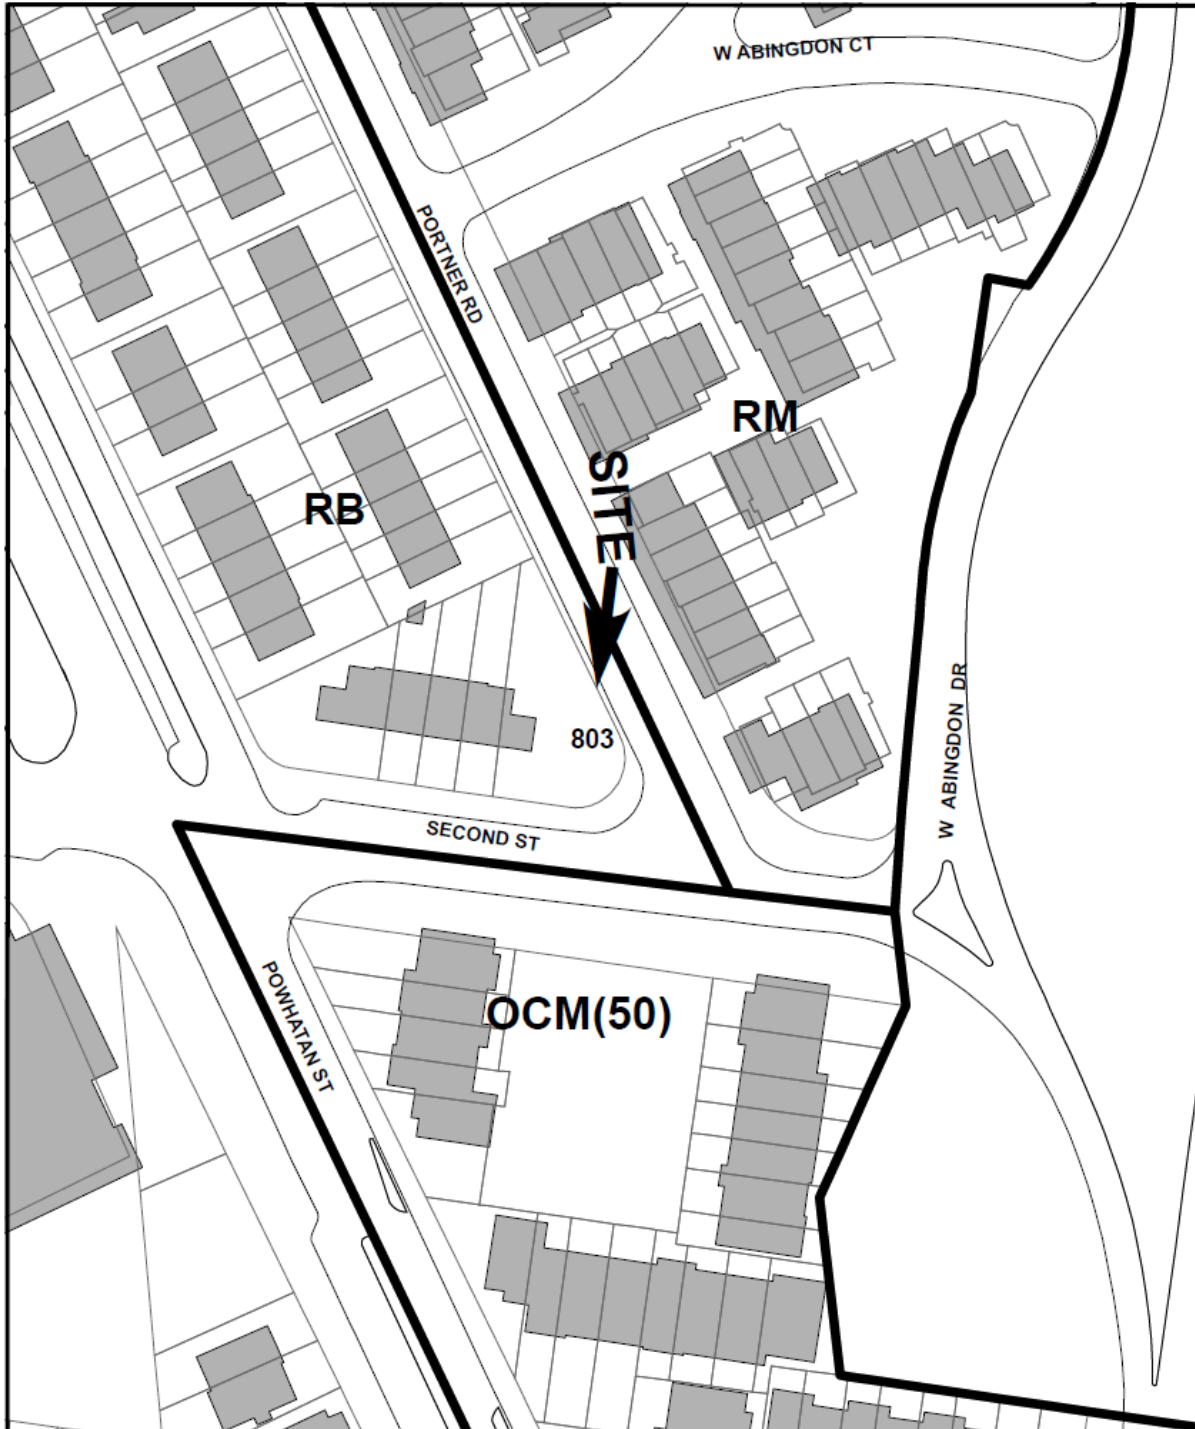 W ABINGDON CT
PORTNER RD
RM
SITE
RB
W ABINGDON DR
803
SECOND ST
POWHATAN ST
OCM(50)